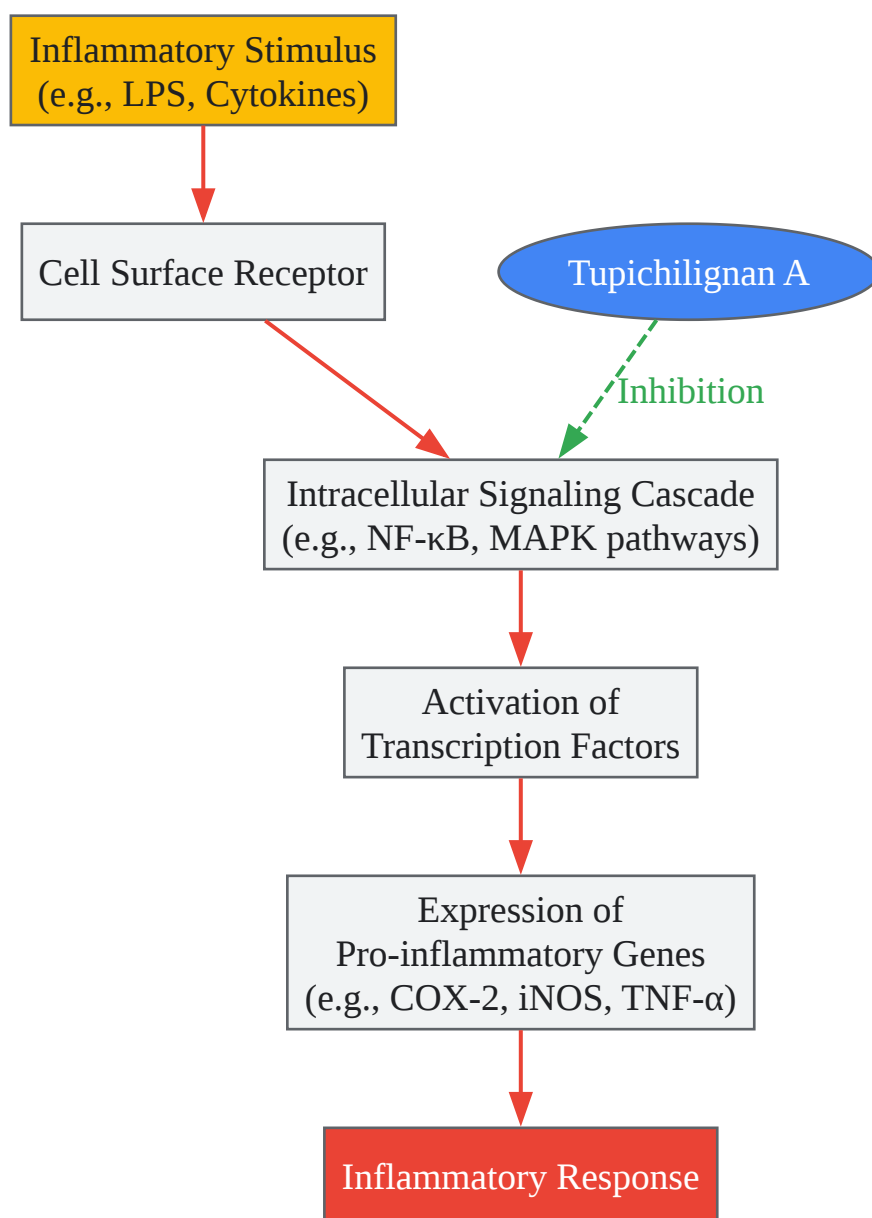 Inflammatory Stimulus
(e.g., LPS, Cytokines)
Cell Surface Receptor
Tupichilignan A
Inhibition
Intracellular Signaling Cascade
(e.g., NF-κB, MAPK pathways)
Activation of
Transcription Factors
Expression of
Pro-inflammatory Genes
(e.g., COX-2, iNOS, TNF-α)
Inflammatory Response